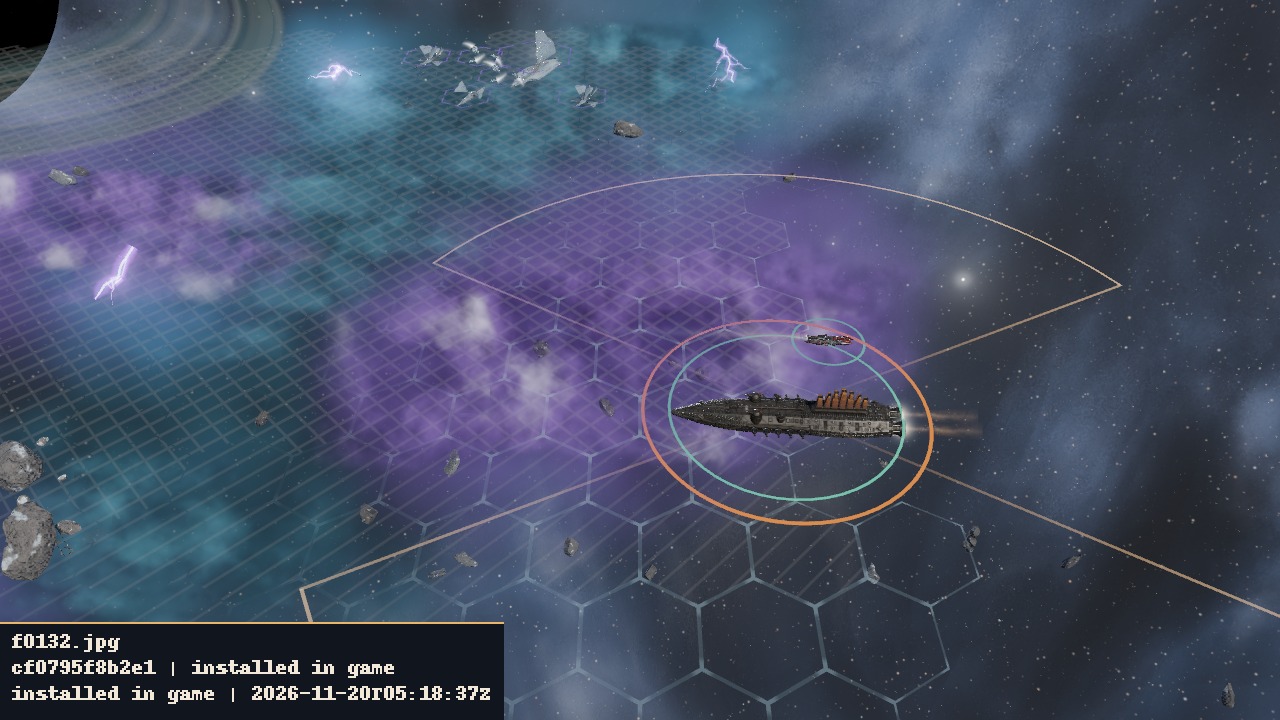 f0132.jpg
cf0795f8b2e1 | installed in game
installed in game | 2026-11-20T05:18:37Z